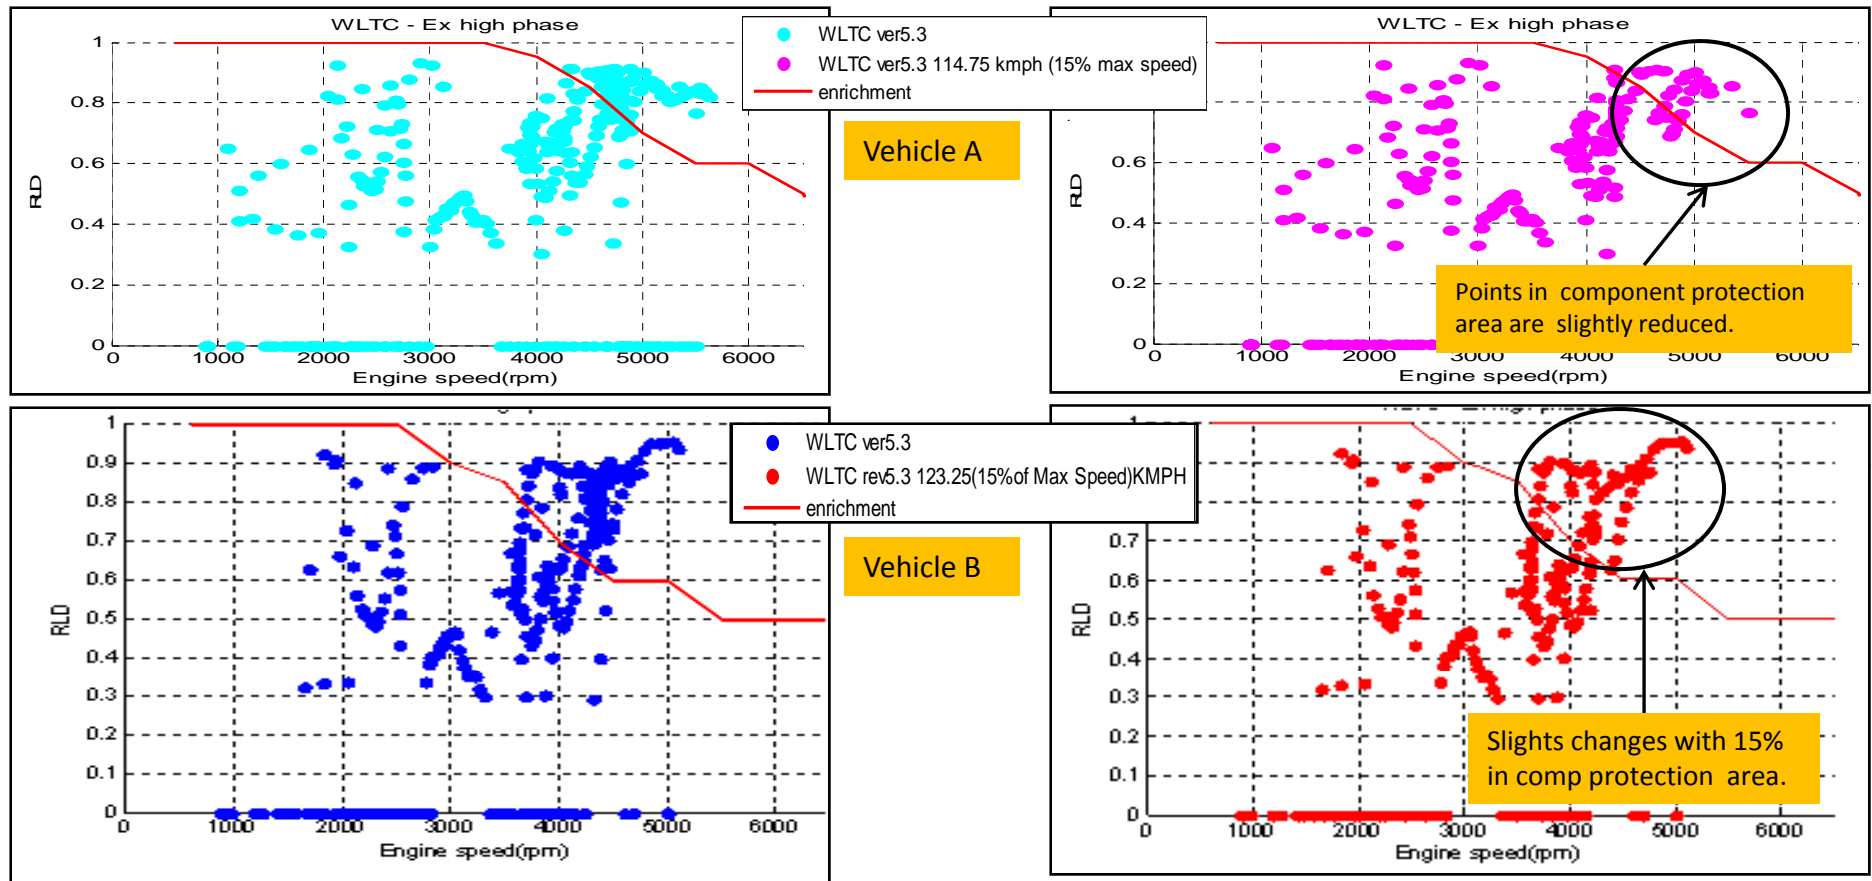 WLTC - Ex high phase
1
0.8
0.6
0.4
0.2
0
RD
0 1000 2000 3000 4000 5000 6000
Engine speed(rpm)
WLTC ver5.3
WLTC ver5.3 114.75 kmph (15% max speed)
enrichment
Vehicle A
WLTC - Ex high phase
0.6
0.4
0.2
0
RD
0 1000 2000 3000 4000 5000 6000
Engine speed(rpm)
Points in component protection
area are slightly reduced.
1
0.9
0.8
0.7
0.6
0.5
0.4
0.3
0.2
0.1
0
RLD
0 1000 2000 3000 4000 5000 6000
Engine speed(rpm)
WLTC ver5.3
WLTC rev5.3 123.25(15%of Max Speed)KMPH
enrichment
Vehicle B
high phase
0.7
0.6
0.5
0.4
0.3
0.2
0.1
0
RLD
0 1000 2000 3000 4000 5000 6000
Engine speed(rpm)
Slights changes with 15%
in comp protection area.